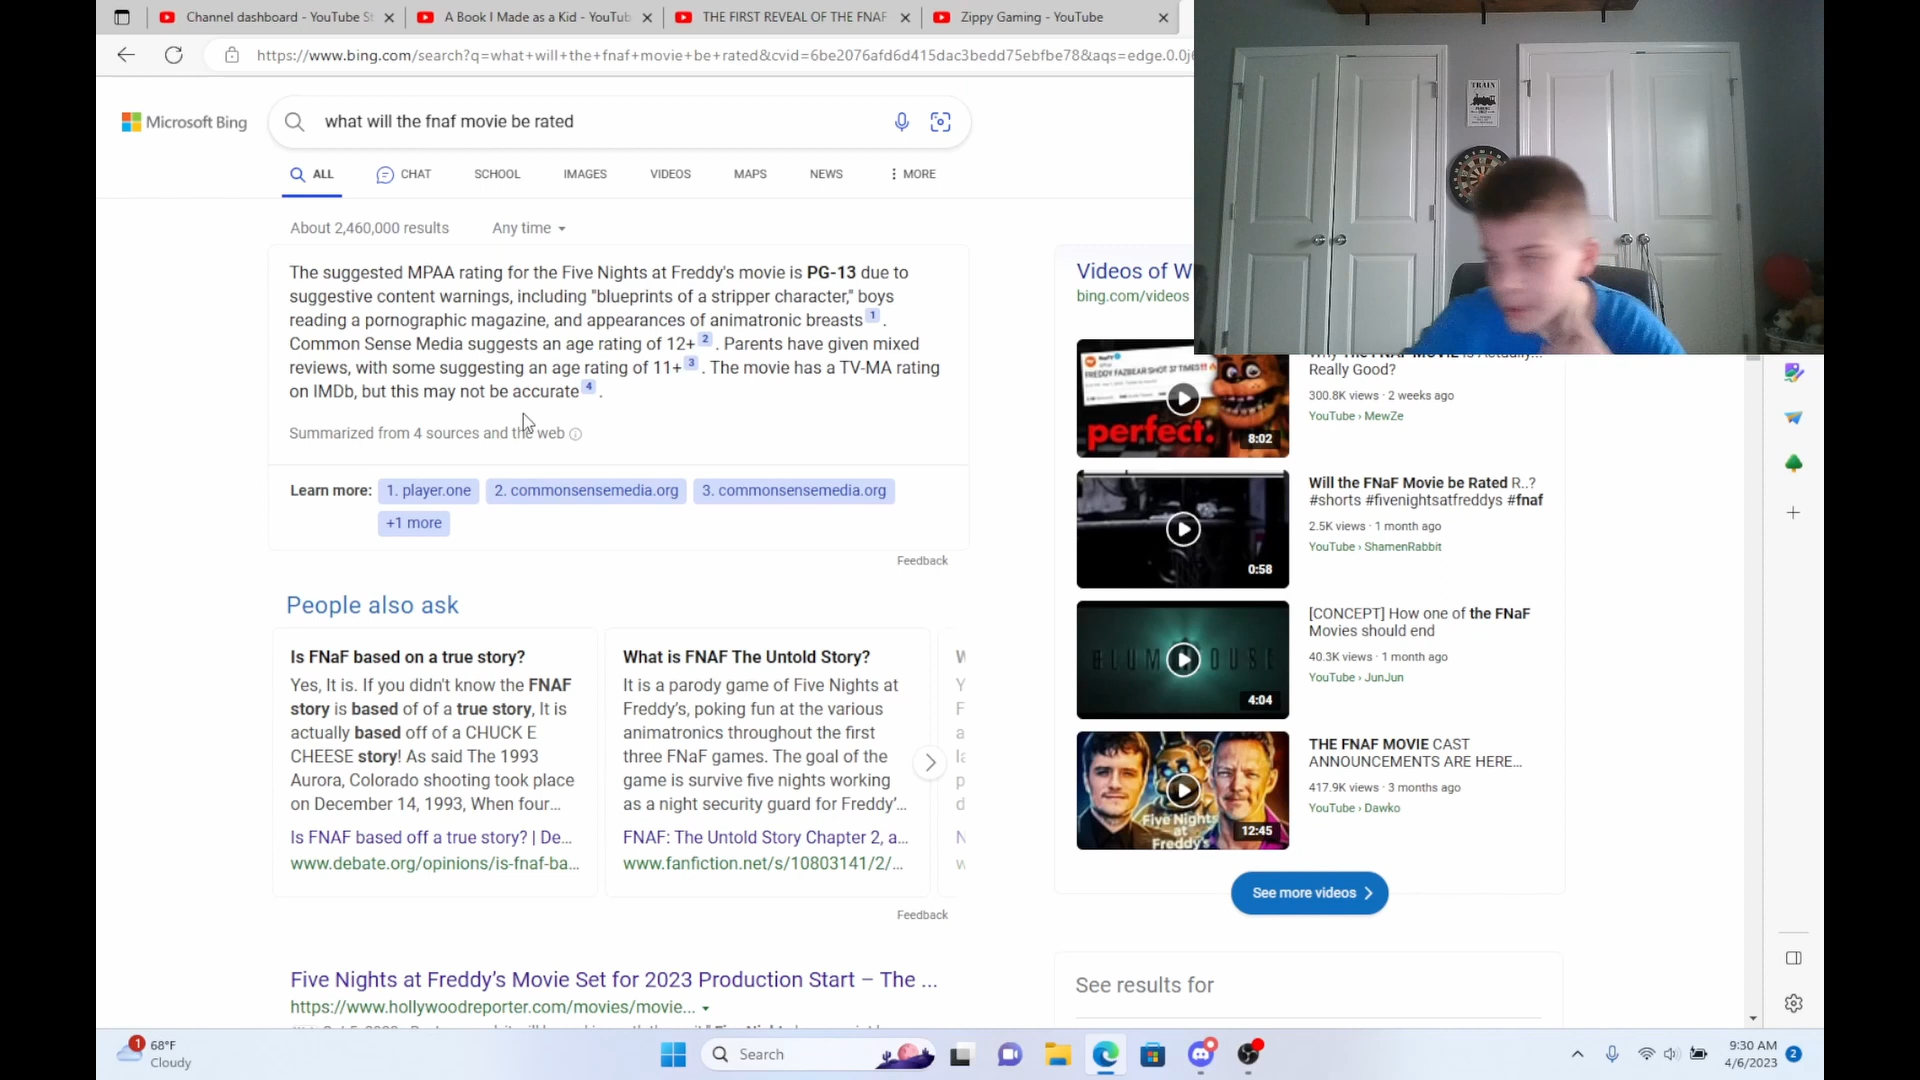 Channel dashboard - YouTube St
A Book I Made as a Kid - YouTub
THE FIRST REVEAL OF THE FNAF
Zippy Gaming - YouTube
https://www.bing.com/search?q=what+will+the+fnaf+movie+be+rated&cvid=6be2076afd6d415dac3bedd75ebfbe78&aqs=edge.0.0j6
Microsoft Bing
what will the fnaf movie be rated
ALL
CHAT
SCHOOL
IMAGES
VIDEOS
MAPS
NEWS
MORE
About 2,460,000 results
Any time
The suggested MPAA rating for the Five Nights at Freddy's movie is PG-13 due to
suggestive content warnings, including "blueprints of a stripper character," boys
reading a pornographic magazine, and appearances of animatronic breasts 1 .
Common Sense Media suggests an age rating of 12+ 2 . Parents have given mixed
reviews, with some suggesting an age rating of 11+ 3 . The movie has a TV-MA rating
on IMDb, but this may not be accurate 4 .
Summarized from 4 sources and the web
Learn more: 1. player.one 2. commonsensemedia.org 3. commonsensemedia.org
+1 more
Feedback
People also ask
Is FNaF based on a true story?
Yes, It is. If you didn't know the FNAF
story is based of of a true story, It is
actually based off of a CHUCK E
CHEESE story! As said The 1993
Aurora, Colorado shooting took place
on December 14, 1993, When four...
Is FNAF based off a true story? | De...
www.debate.org/opinions/is-fnaf-ba...
What is FNAF The Untold Story?
It is a parody game of Five Nights at
Freddy's, poking fun at the various
animatronics throughout the first
three FNaF games. The goal of the
game is survive five nights working
as a night security guard for Freddy'...
FNAF: The Untold Story Chapter 2, a...
www.fanfiction.net/s/10803141/2/...
Feedback
Five Nights at Freddy's Movie Set for 2023 Production Start – The ...
https://www.hollywoodreporter.com/movies/movie...
Videos of W
bing.com/videos
TRAIN
FREDDY FAZBEAR SHOT 37 TIMES!!
perfect.
8:02
Why The FNAF MOVIE is Actually...
Really Good?
300.8K views · 2 weeks ago
YouTube › MewZe
0:58
Will the FNaF Movie be Rated R..?
#shorts #fivenightsatfreddys #fnaf
2.5K views · 1 month ago
YouTube › ShamenRabbit
BLUMHOUSE
4:04
[CONCEPT] How one of the FNaF
Movies should end
40.3K views · 1 month ago
YouTube › JunJun
Five Nights
at
Freddy's
12:45
THE FNAF MOVIE CAST
ANNOUNCEMENTS ARE HERE...
417.9K views · 3 months ago
YouTube › Dawko
See more videos
See results for
1
68°F
Cloudy
Search
9:30 AM
4/6/2023
2